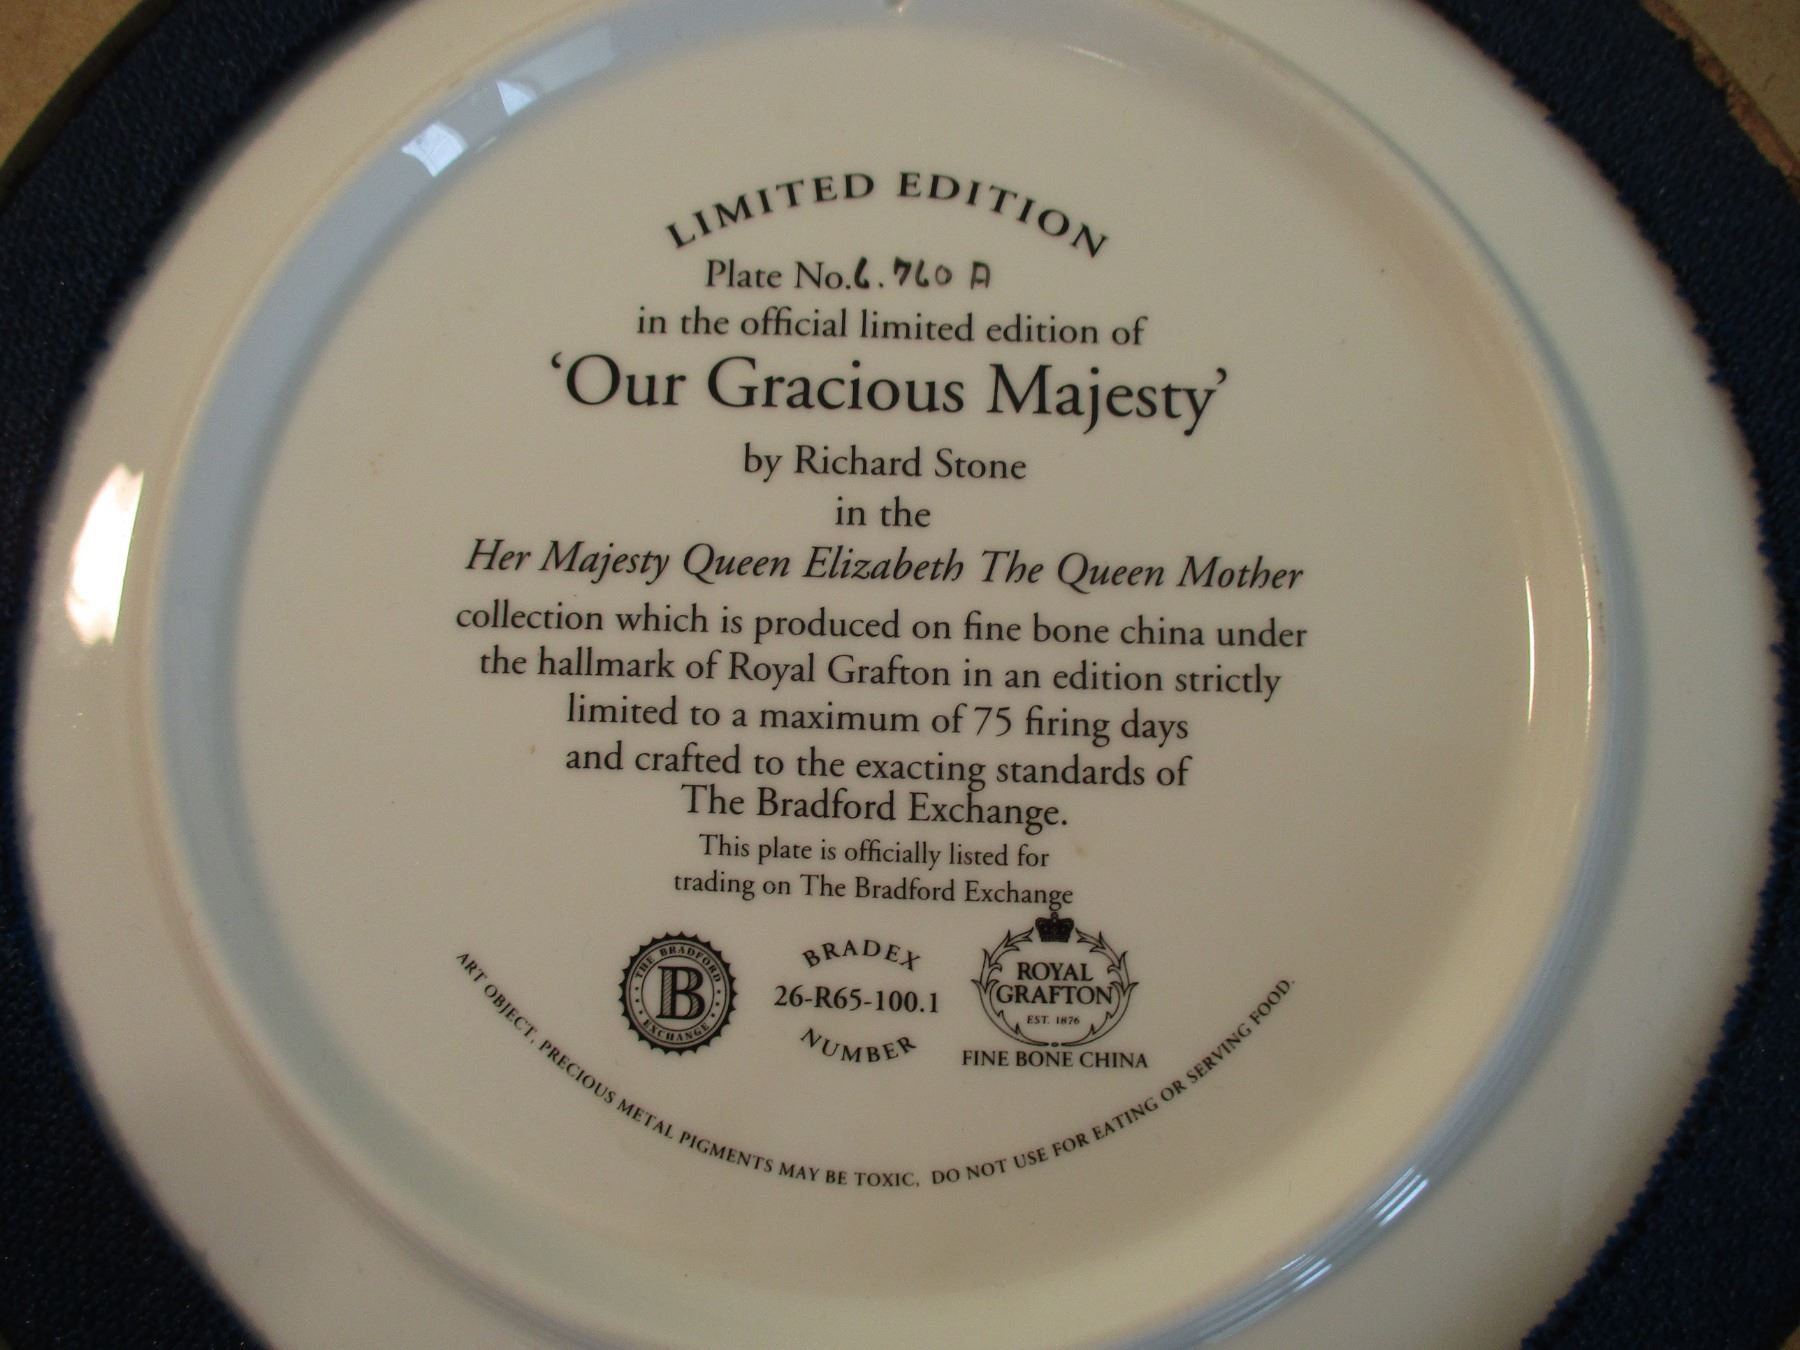 LIMITED EDITION
Plate No. 6.760 A
in the official limited edition of
‘Our Gracious Majesty’
by Richard Stone
in the
Her Majesty Queen Elizabeth The Queen Mother
collection which is produced on fine bone china under
the hallmark of Royal Grafton in an edition strictly
limited to a maximum of 75 firing days
and crafted to the exacting standards of
The Bradford Exchange.
This plate is officially listed for
trading on The Bradford Exchange
THE BRADFORD
B
EXCHANGE
BRADEX
26-R65-100.1
NUMBER
ROYAL
GRAFTON
EST. 1876
FINE BONE CHINA
ART OBJECT, PRECIOUS METAL PIGMENTS MAY BE TOXIC, DO NOT USE FOR EATING OR SERVING FOOD.